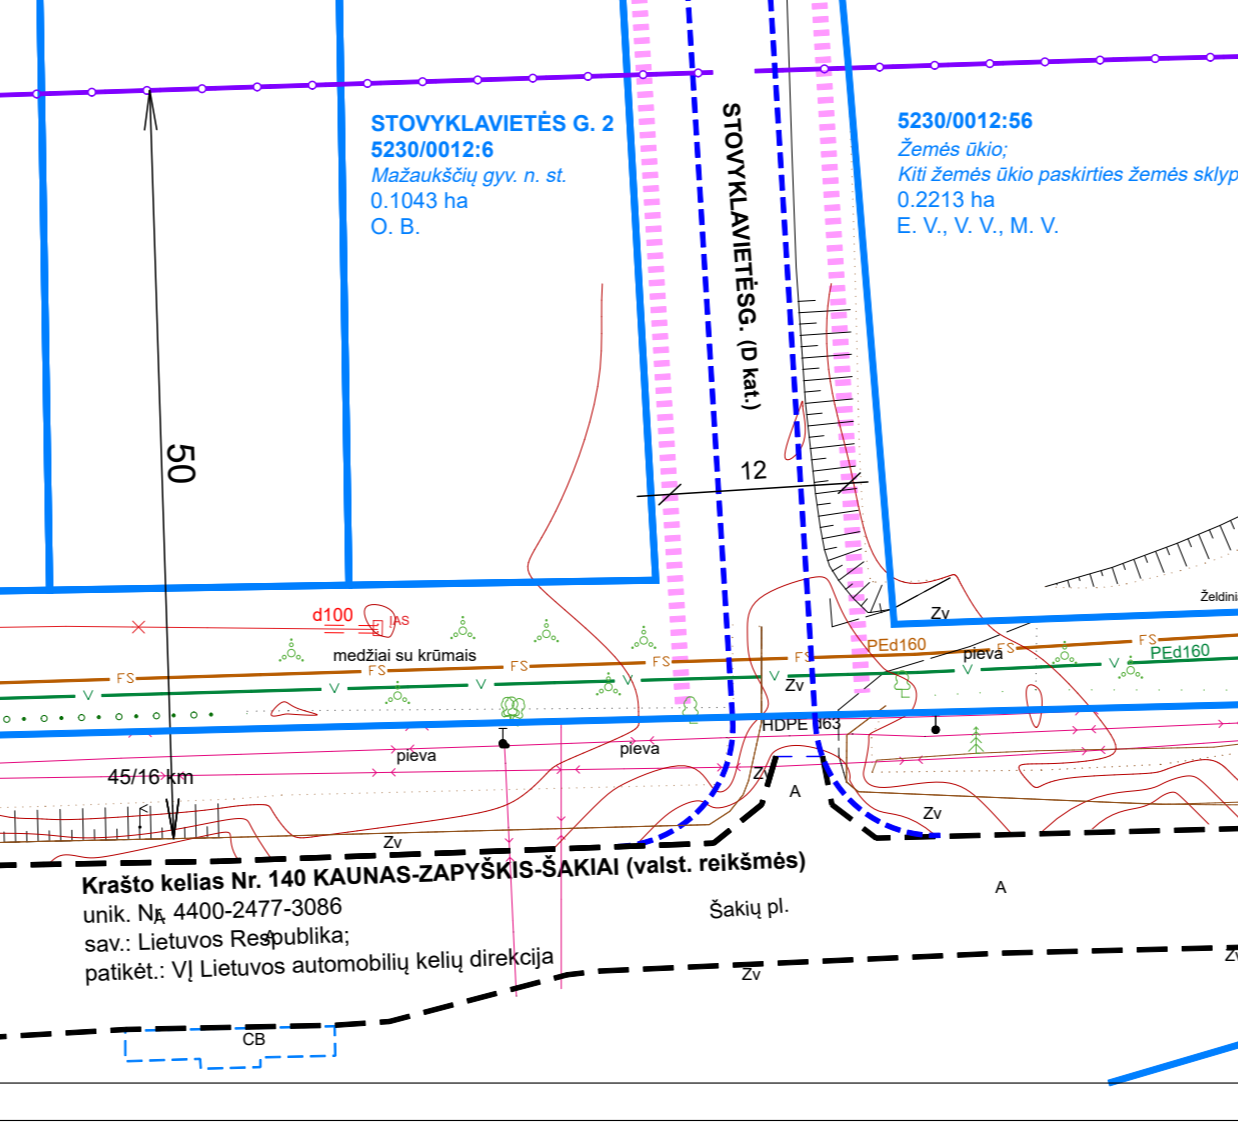 STOVYKLAVIETĖS G. 2
5230/0012:6
Mažaukščių gyv. n. st.
0.1043 ha
O. B.
STOVYKLAVIETĖSG. (D kat.)
5230/0012:56
Žemės ūkio;
Kiti žemės ūkio paskirties žemės sklyp
0.2213 ha
E. V., V. V., M. V.
50
12
d100
IAS
medžiai su krūmais
Zv
Želdini
PEd160
pieva
PEd160
FS
FS
FS
FS
FS
FS
FS
V
V
V
V
V
V
V
Zv
HDPE d63
pieva
pieva
45/16 km
Zv
A
Zv
Zv
Krašto kelias Nr. 140 KAUNAS-ZAPYŠKIS-ŠAKIAI (valst. reikšmės)
unik. Nr. 4400-2477-3086
A
sav.: Lietuvos Respublika;
A
patikėt.: VĮ Lietuvos automobilių kelių direkcija
Šakių pl.
A
Zv
Zv
CB